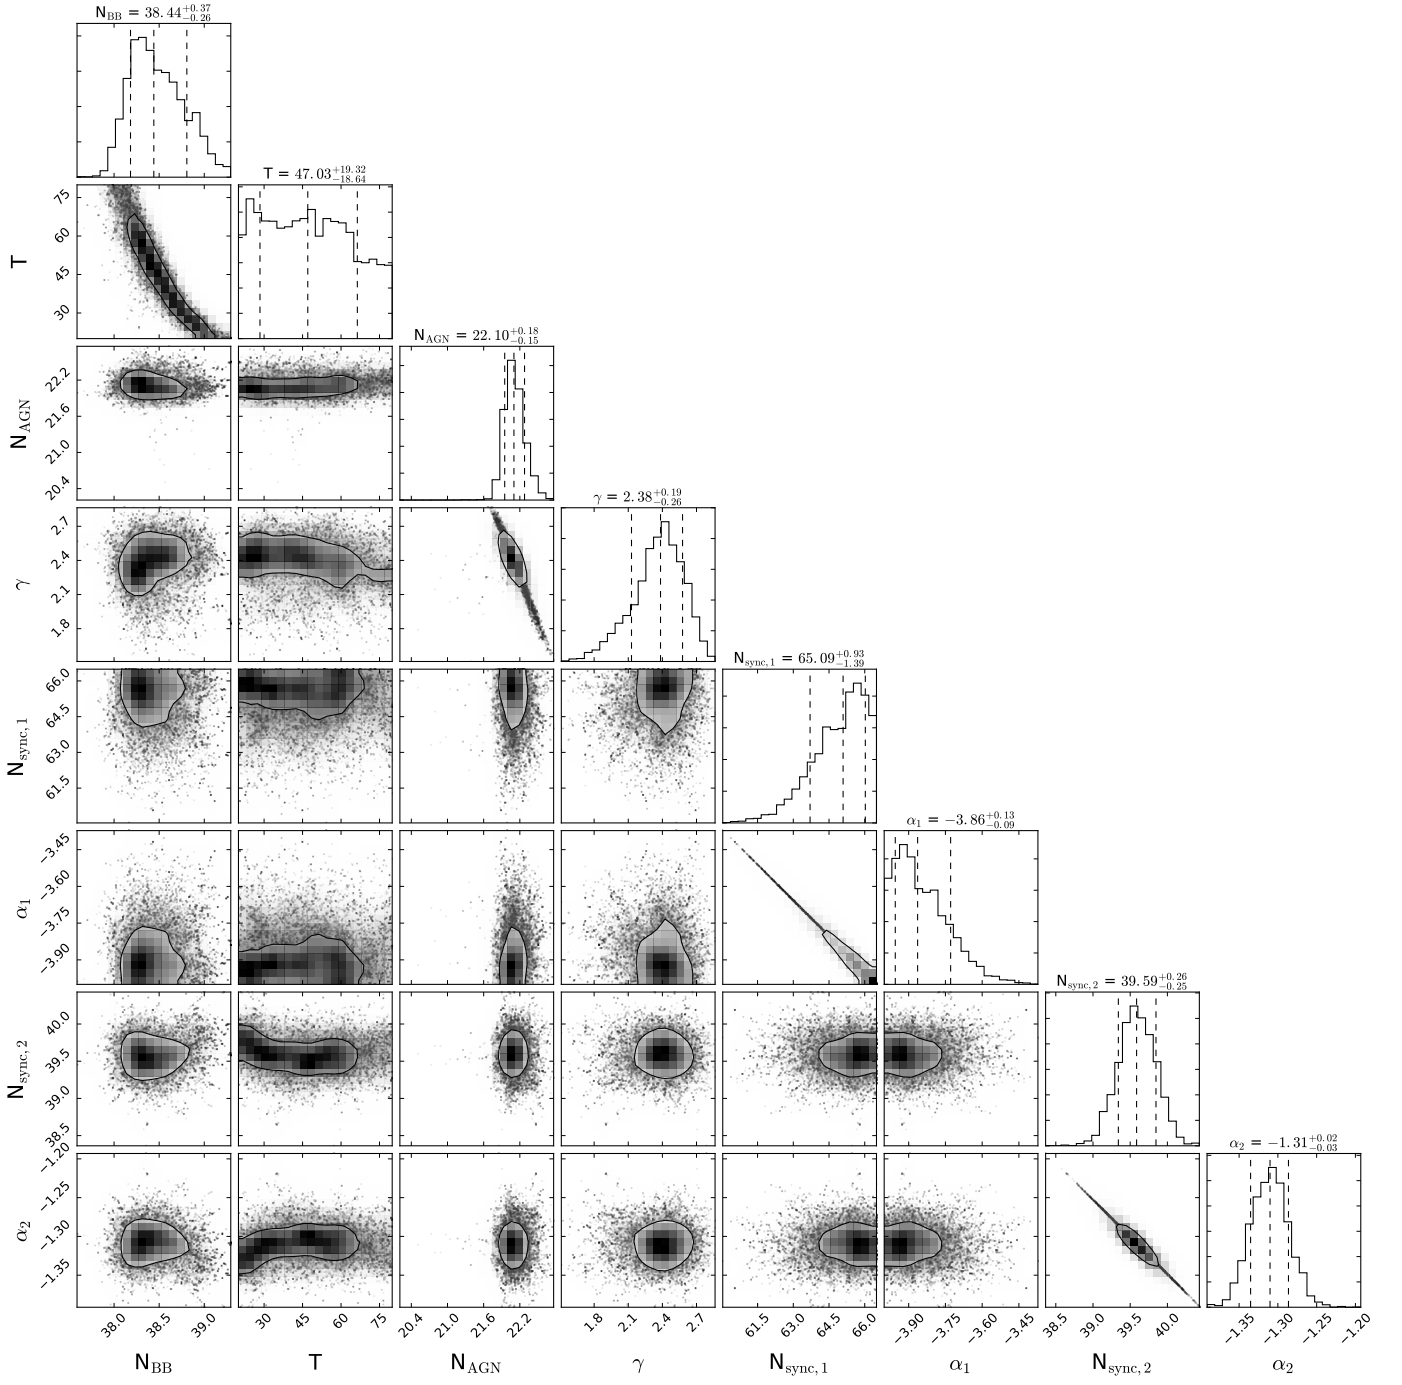 N_BB = 38.44^{+0.37}_{−0.26}
T = 47.03^{+19.32}_{−18.64}
75
60
45
30
T
N_AGN = 22.10^{+0.18}_{−0.15}
22.2
21.6
21.0
20.4
N_AGN
γ = 2.38^{+0.19}_{−0.26}
2.7
2.4
2.1
1.8
γ
N_sync,1 = 65.09^{+0.93}_{−1.39}
66.0
64.5
63.0
61.5
N_sync,1
α_1 = −3.86^{+0.13}_{−0.09}
−3.45
−3.60
−3.75
−3.90
α_1
N_sync,2 = 39.59^{+0.26}_{−0.25}
40.0
39.5
39.0
38.5
N_sync,2
α_2 = −1.31^{+0.02}_{−0.03}
−1.20
−1.25
−1.30
−1.35
α_2
38.0 38.5 39.0 30 45 60 75 20.4 21.0 21.6 22.2 1.8 2.1 2.4 2.7 61.5 63.0 64.5 66.0 −3.90 −3.75 −3.60 −3.45 38.5 39.0 39.5 40.0 −1.35 −1.30 −1.25 −1.20
N_BB T N_AGN γ N_sync,1 α_1 N_sync,2 α_2